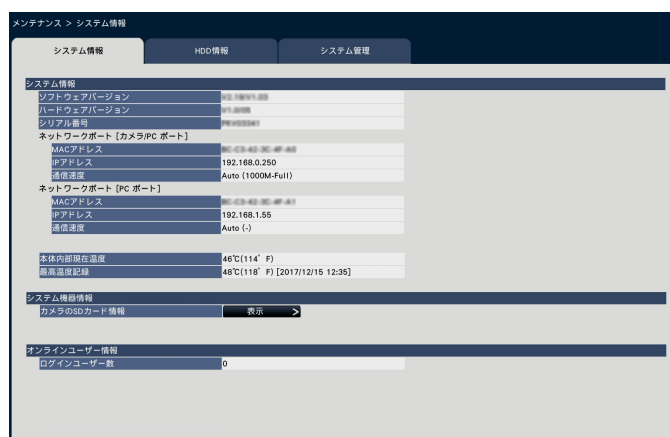 メンテナンス > システム情報
システム情報 HDD情報 システム管理
システム情報
ソフトウェアバージョン
ハードウェアバージョン
シリアル番号
ネットワークポート [カメラ/PC ポート]
MACアドレス
IPアドレス 192.168.0.250
通信速度 Auto (1000M-Full)
ネットワークポート [PC ポート]
MACアドレス
IPアドレス 192.168.1.55
通信速度 Auto (-)
本体内部現在温度 46℃(114゜F)
最高温度記録 48℃(118゜F) [2017/12/15 12:35]
システム機器情報
カメラのSDカード情報 表示 >
オンラインユーザー情報
ログインユーザー数 0